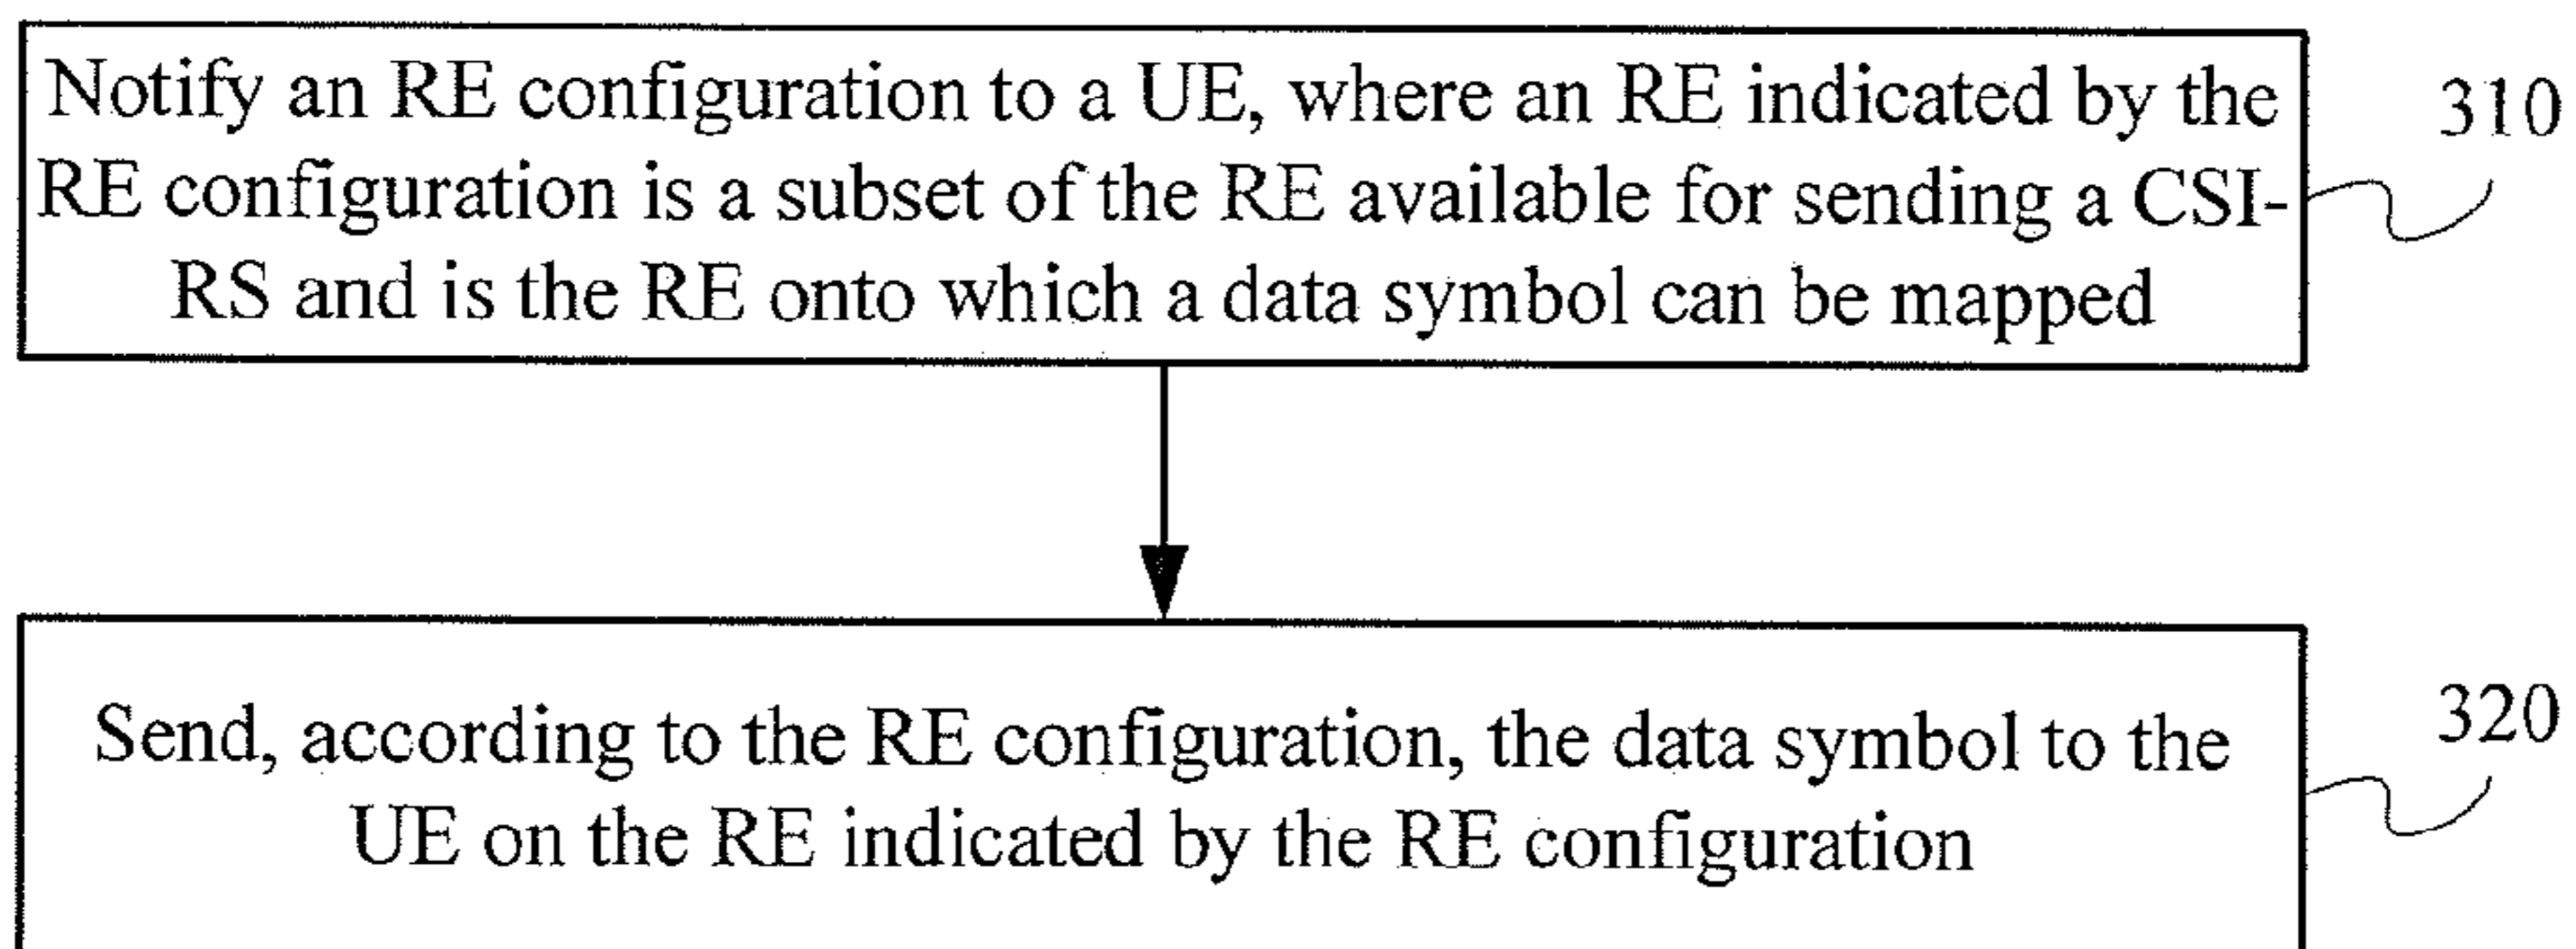 Notify an RE configuration to a UE, where an RE indicated by the
RE configuration is a subset of the RE available for sending a CSI-
RS and is the RE onto which a data symbol can be mapped
310
Send, according to the RE configuration, the data symbol to the
UE on the RE indicated by the RE configuration
320